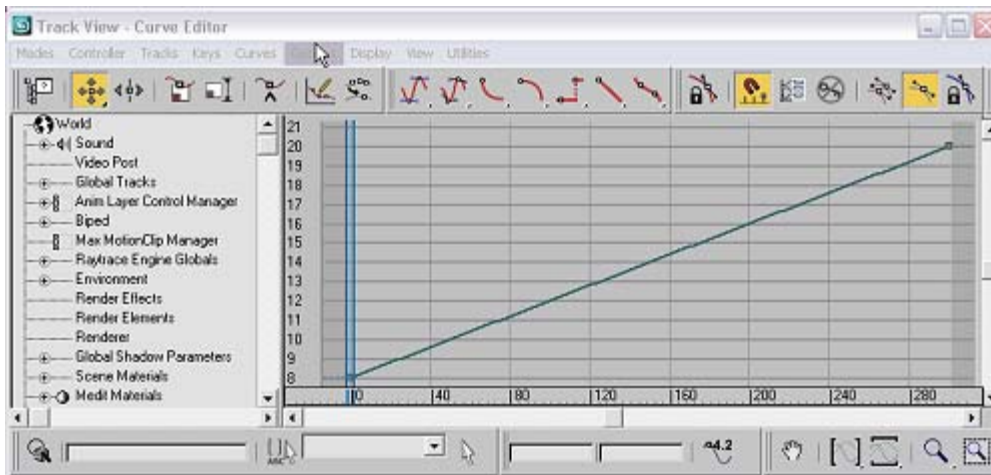 Track View - Curve Editor
Modes Controller Tracks Keys Curves Display View Utilities
World
Sound
Video Post
Global Tracks
Anim Layer Control Manager
Biped
Max MotionClip Manager
Raytrace Engine Globals
Environment
Render Effects
Render Elements
Renderer
Global Shadow Parameters
Scene Materials
Medit Materials
21
20
19
18
17
16
15
14
13
12
11
10
9
8
0 40 80 120 160 200 240 280
ABC
4.2